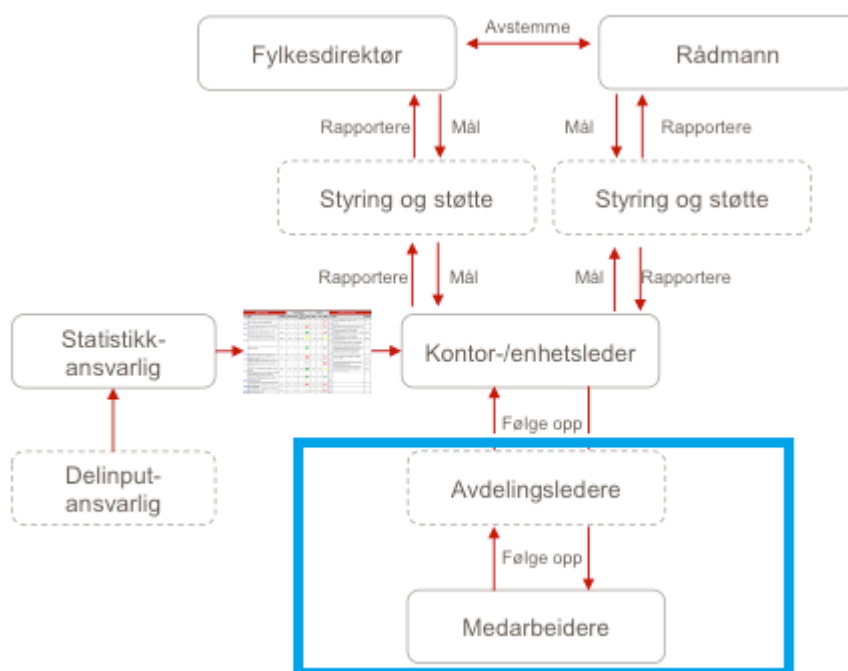 Avstemme
Fylkesdirektør
Rådmann
Rapportere
Mål
Mål
Rapportere
Styring og støtte
Styring og støtte
Rapportere
Mål
Mål
Rapportere
Statistikk-
ansvarlig
Kontor-/enhetsleder
Følge opp
Delinput-
ansvarlig
Avdelingsledere
Følge opp
Medarbeidere